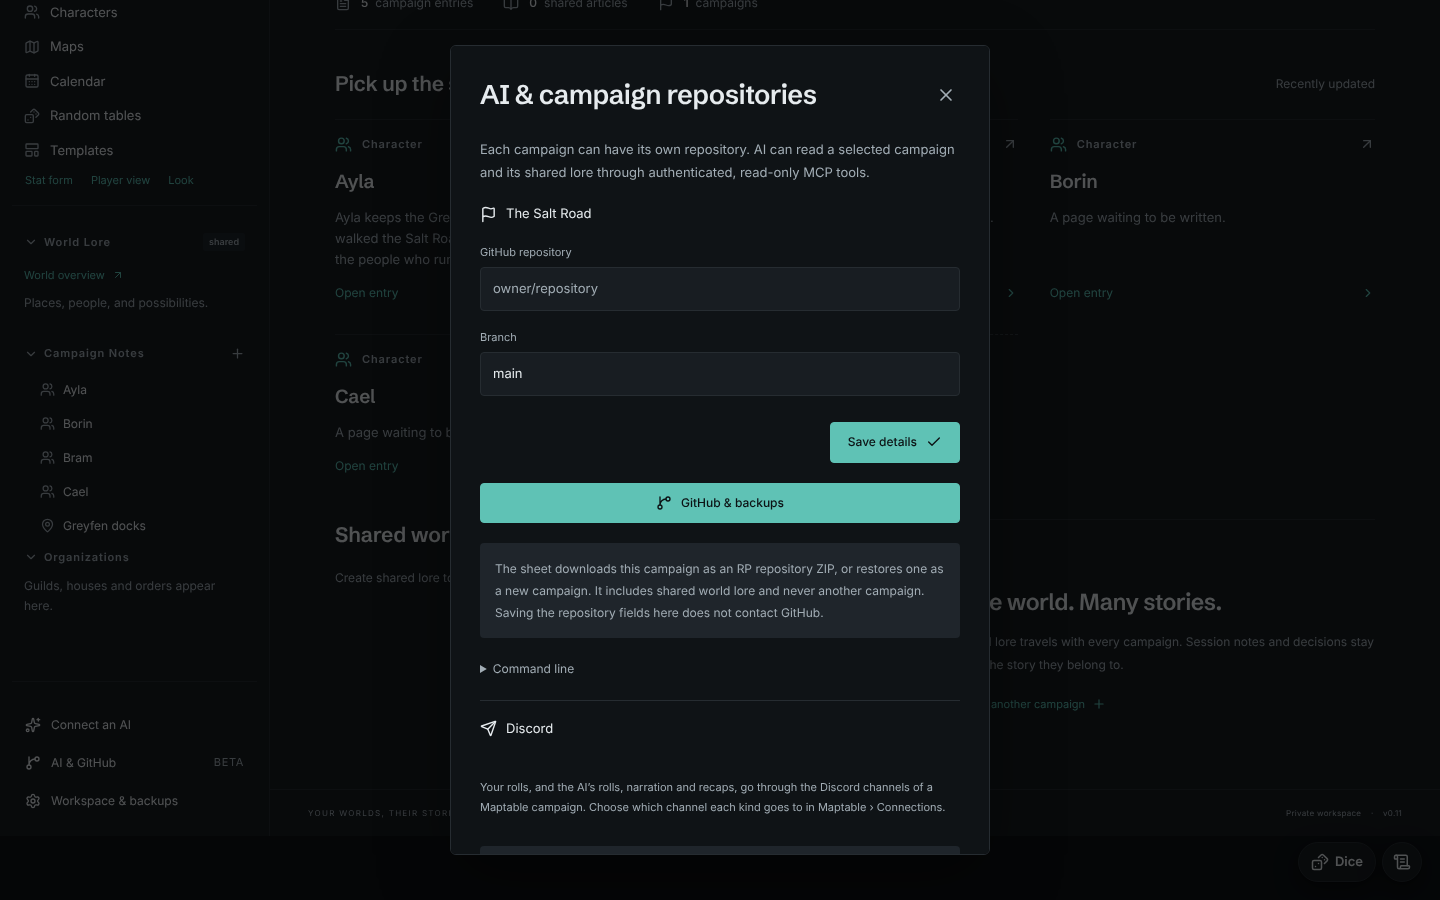 Characters
Maps
Calendar
Random tables
Templates
Stat form Player view Look
World Lore shared
World overview
Places, people, and possibilities.
Campaign Notes
Ayla
Borin
Bram
Cael
Greyfen docks
Organizations
Guilds, houses and orders appear
here.
Connect an AI
AI & GitHub BETA
Workspace & backups
5 campaign entries 0 shared articles 1 campaigns
Pick up the
Recently updated
Character
Ayla
Ayla keeps the Gre
walked the Salt Roa
the people who rur
Open entry
Character
Borin
A page waiting to be written.
Open entry
Character
Cael
A page waiting to b
Open entry
Shared wor
Create shared lore to
e world. Many stories.
lore travels with every campaign. Session notes and decisions stay
he story they belong to.
another campaign
YOUR WORLDS, THEIR STOR
Private workspace · v0.11
Dice
AI & campaign repositories
Each campaign can have its own repository. AI can read a selected campaign
and its shared lore through authenticated, read-only MCP tools.
The Salt Road
GitHub repository
owner/repository
Branch
main
Save details
GitHub & backups
The sheet downloads this campaign as an RP repository ZIP, or restores one as
a new campaign. It includes shared world lore and never another campaign.
Saving the repository fields here does not contact GitHub.
Command line
Discord
Your rolls, and the AI’s rolls, narration and recaps, go through the Discord channels of a
Maptable campaign. Choose which channel each kind goes to in Maptable › Connections.